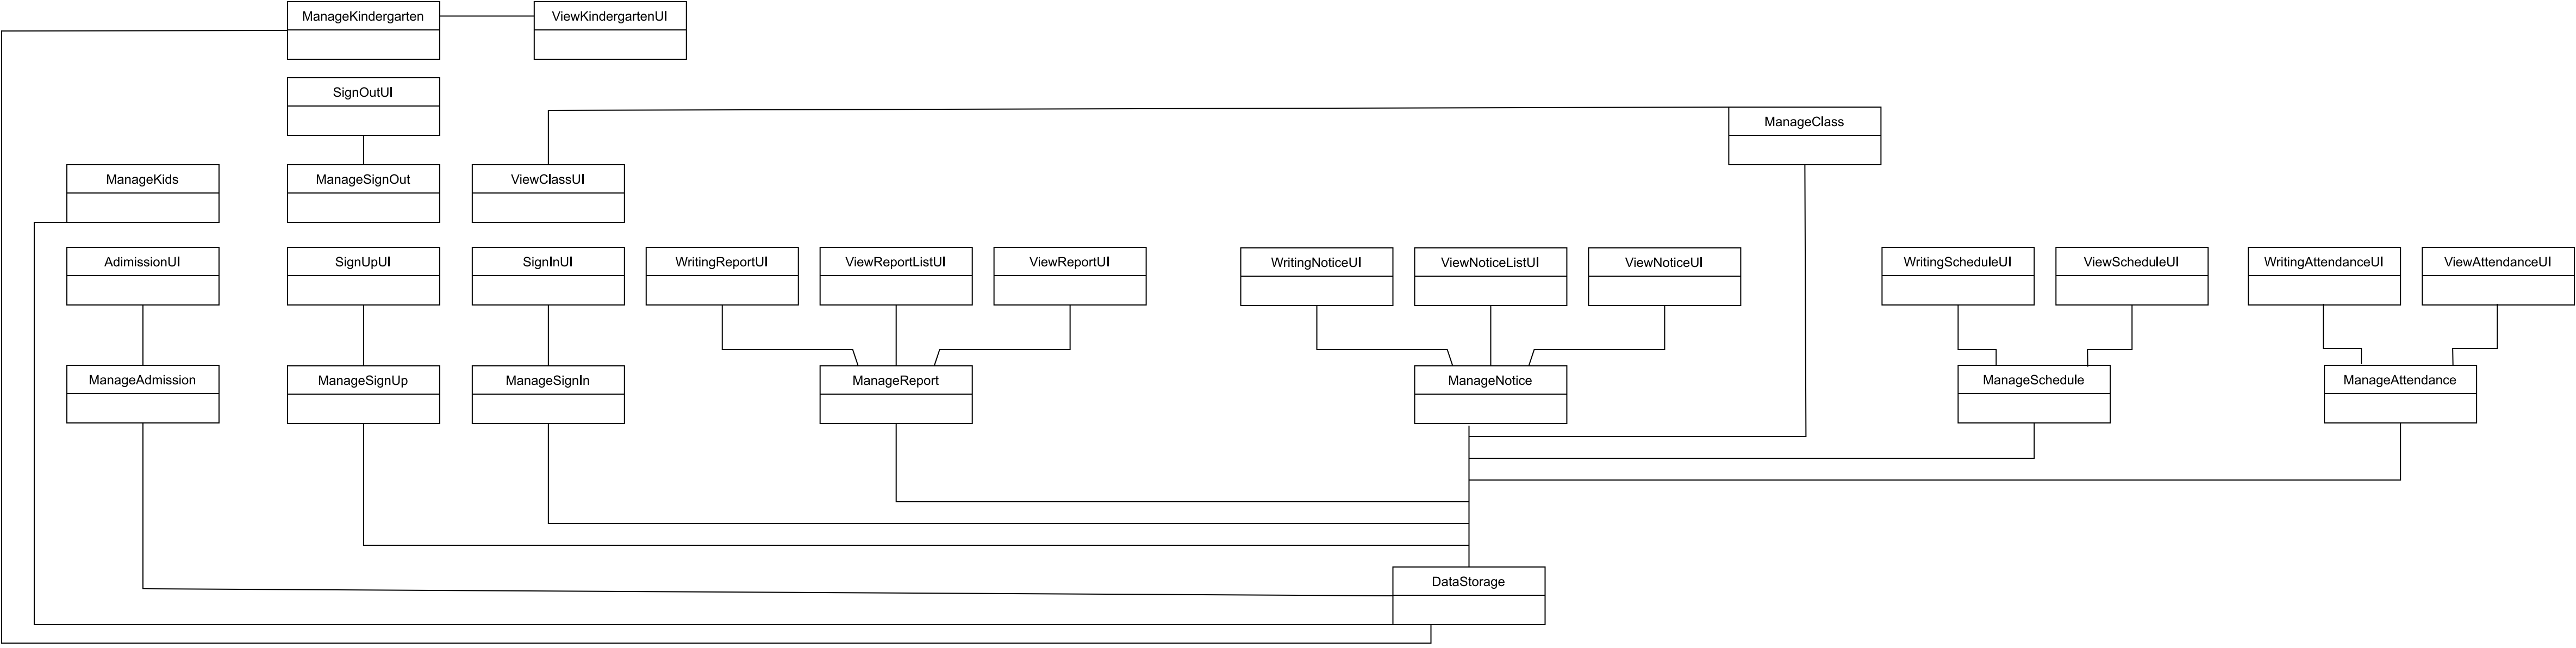 ManageKindergarten
ViewKindergartenUI
SignOutUI
ManageClass
ManageKids
ManageSignOut
ViewClassUI
AdimissionUI
SignUpUI
SignInUI
WritingReportUI
ViewReportListUI
ViewReportUI
WritingNoticeUI
ViewNoticeListUI
ViewNoticeUI
WritingScheduleUI
ViewScheduleUI
WritingAttendanceUI
ViewAttendanceUI
ManageAdmission
ManageSignUp
ManageSignIn
ManageReport
ManageNotice
ManageSchedule
ManageAttendance
DataStorage